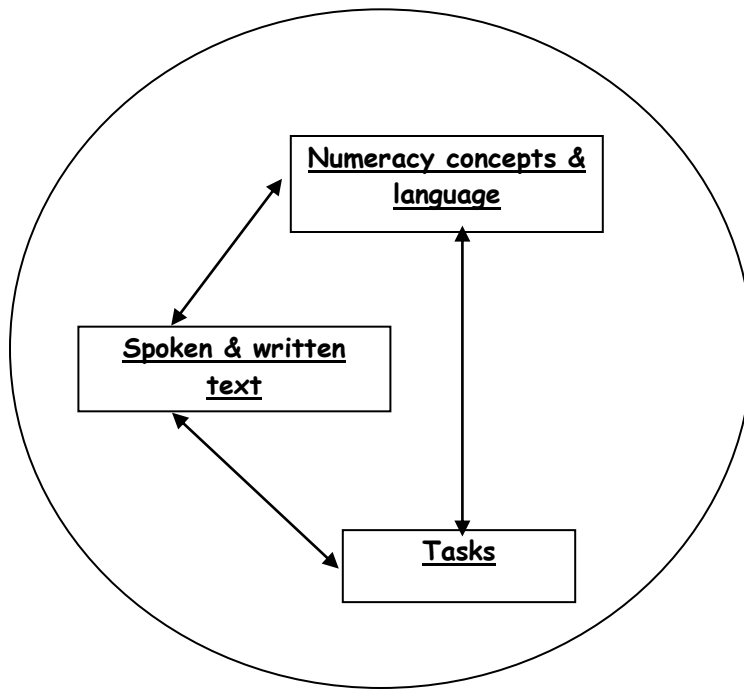 Numeracy concepts &
language
Spoken & written
text
Tasks